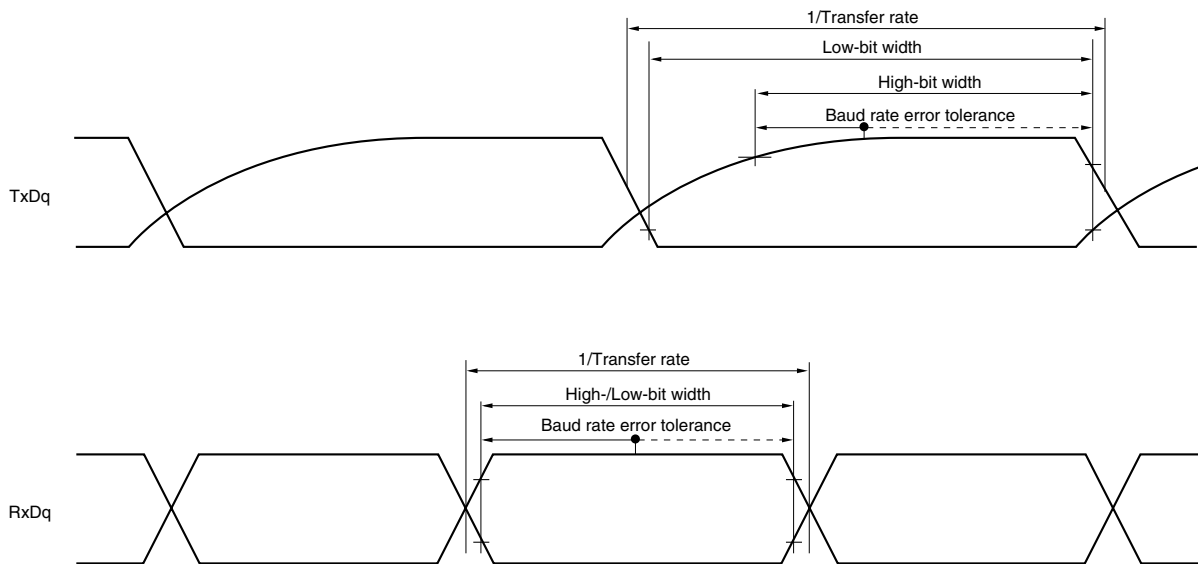 1/Transfer rate
Low-bit width
High-bit width
Baud rate error tolerance
TxDq
1/Transfer rate
High-/Low-bit width
Baud rate error tolerance
RxDq